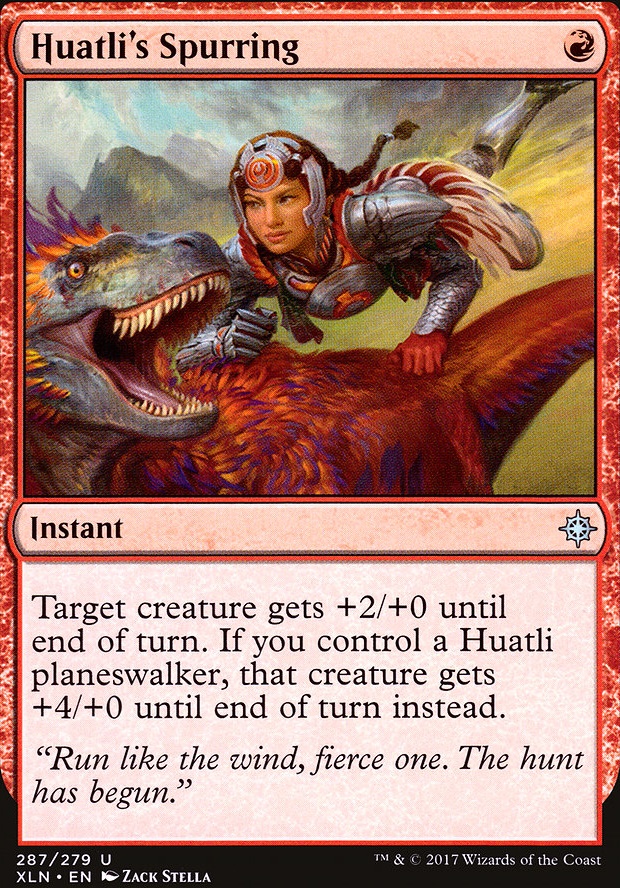 Huatli's Spurring
Instant
Target creature gets +2/+0 until
end of turn. If you control a Huatli
planeswalker, that creature gets
+4/+0 until end of turn instead.
“Run like the wind, fierce one. The hunt
has begun.”
287/279 U
™ & © 2017 Wizards of the Coast
XLN • EN Zack Stella